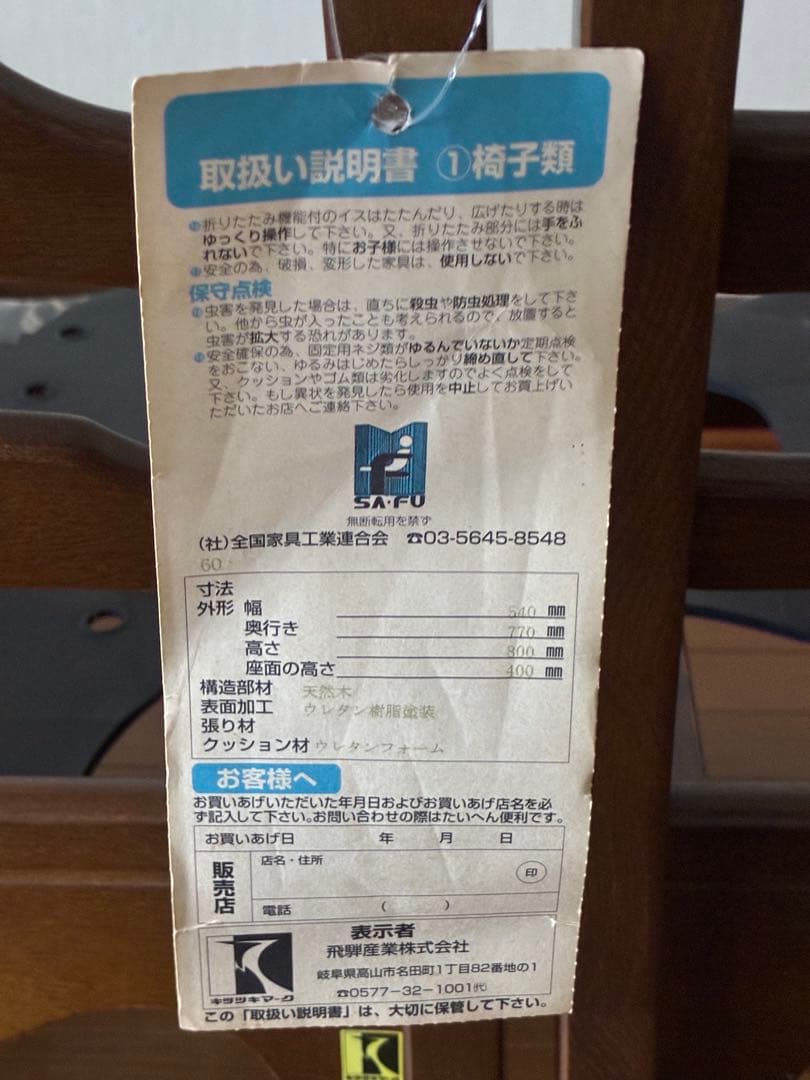 取扱い説明書 ①椅子類
折りたたみ機能付のイスはたたんだり、広げたりする時は
ゆっくり操作して下さい。又、折りたたみ部分には手をふ
れないで下さい。特にお子様には操作させないで下さい。
安全の為、破損、変形した家具は、使用しないで下さい。
保守点検
虫害を発見した場合は、直ちに殺虫や防虫処理をして下さ
い。他から虫が入ったことも考えられるので、放置すると
虫害が拡大する恐れがあります。
安全確保の為、固定用ネジ類がゆるんでいないか定期点検
をおこない、ゆるみはじめたらしっかり締め直して下さい。
又、クッションやゴム類は劣化しますのでよく点検をして
下さい。もし異状を発見したら使用を中止してお買上げい
ただいたお店へご連絡下さい。
SA・FU
無断転用を禁ず
(社)全国家具工業連合会 ☎03-5645-8548
60
寸法
外形 幅 540 mm
奥行き 770 mm
高さ 800 mm
座面の高さ 400 mm
構造部材 天然木
表面加工 ウレタン樹脂塗装
張り材
クッション材 ウレタンフォーム
お客様へ
お買いあげいただいた年月日およびお買いあげ店名を必
ず記入して下さい。お問い合わせの際はたいへん便利です。
お買いあげ日 年 月 日
販売店
店名・住所
印
電話 ( )
表示者
飛騨産業株式会社
岐阜県高山市名田町1丁目82番地の1
☎0577-32-1001㈹
キツツキマーク
この「取扱い説明書」は、大切に保管して下さい。